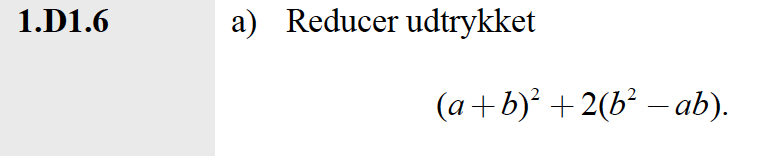 1.D1.6 a) Reducer udtrykket
(a+b)² + 2(b² − ab).